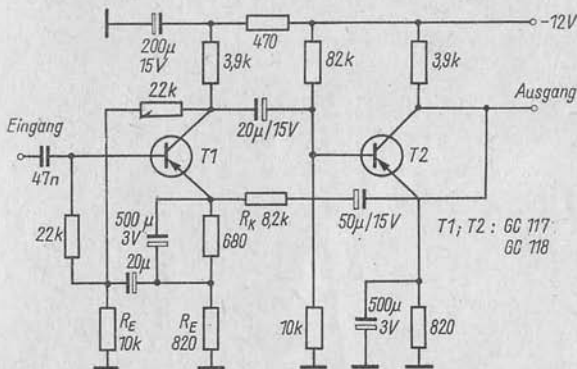 200µ
15V
470
-12V
3,9k
82k
3,9k
22k
20µ/15V
Ausgang
Eingang
47n
T1
T2
500µ
3V
R_K 8,2k
50µ/15V
680
T1; T2 : GC 117
GC 118
22k
20µ
R_E
10k
R_E
820
10k
500µ
3V
820